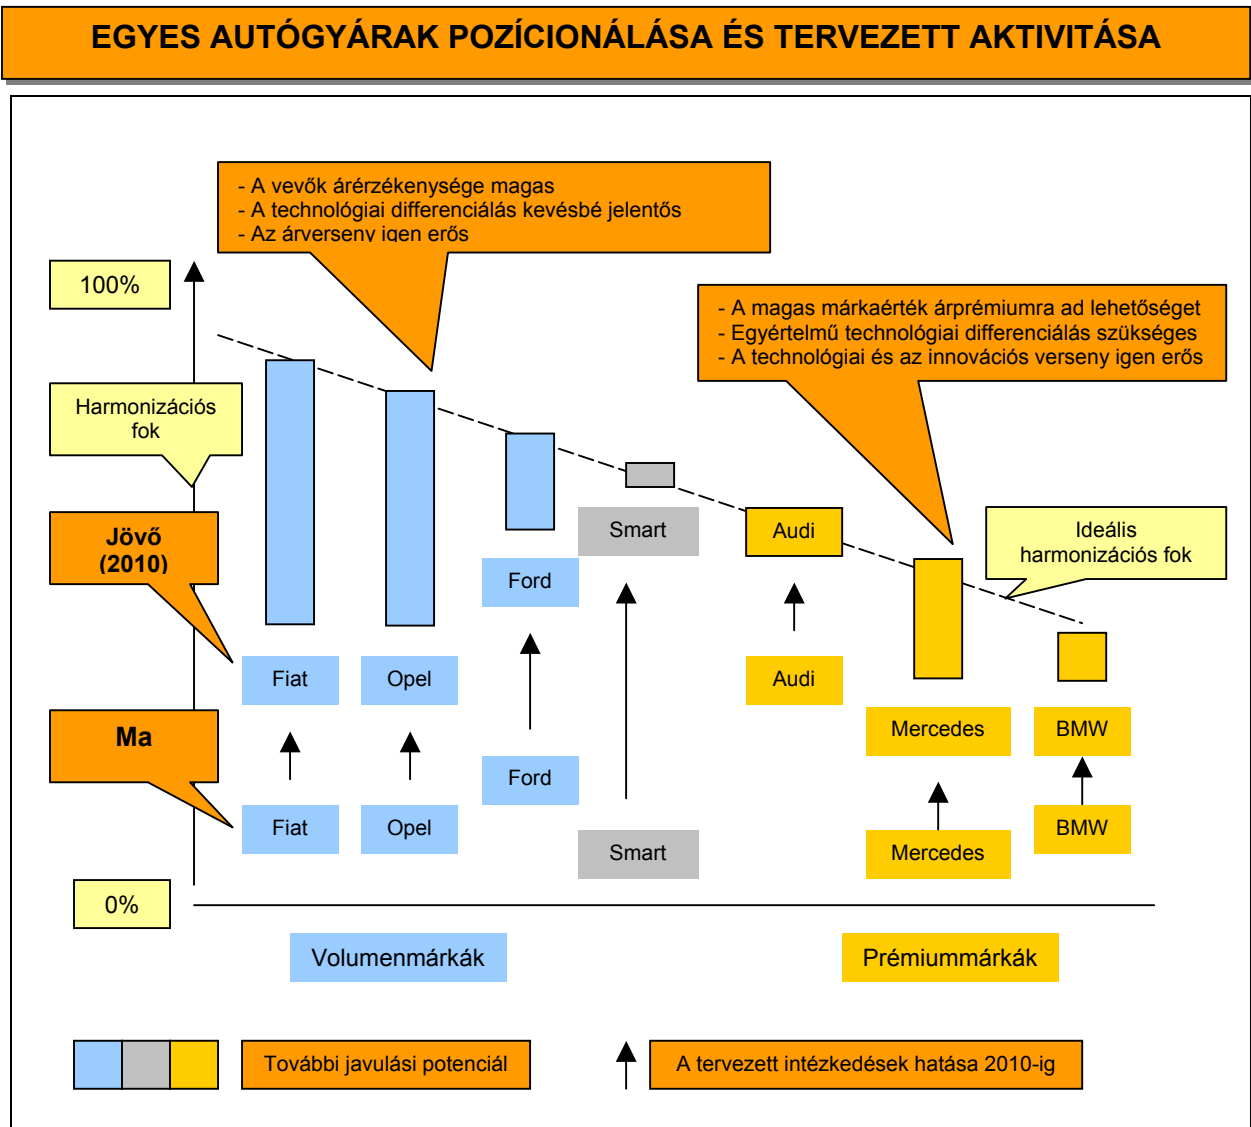 EGYES AUTÓGYÁRAK POZÍCIONÁLÁSA ÉS TERVEZETT AKTIVITÁSA
- A vevők árérzékenysége magas
- A technológiai differenciálás kevésbé jelentős
- Az árverseny igen erős
100%
- A magas márkaérték árprémiumra ad lehetőséget
- Egyértelmű technológiai differenciálás szükséges
- A technológiai és az innovációs verseny igen erős
Harmonizációs
fok
Jövő
(2010)
Smart
Audi
Ideális
harmonizációs fok
Ford
Fiat
Opel
Audi
Ma
Mercedes
BMW
Ford
Fiat
Opel
Smart
Mercedes
BMW
0%
Volumenmárkák
Prémiummárkák
További javulási potenciál
A tervezett intézkedések hatása 2010-ig